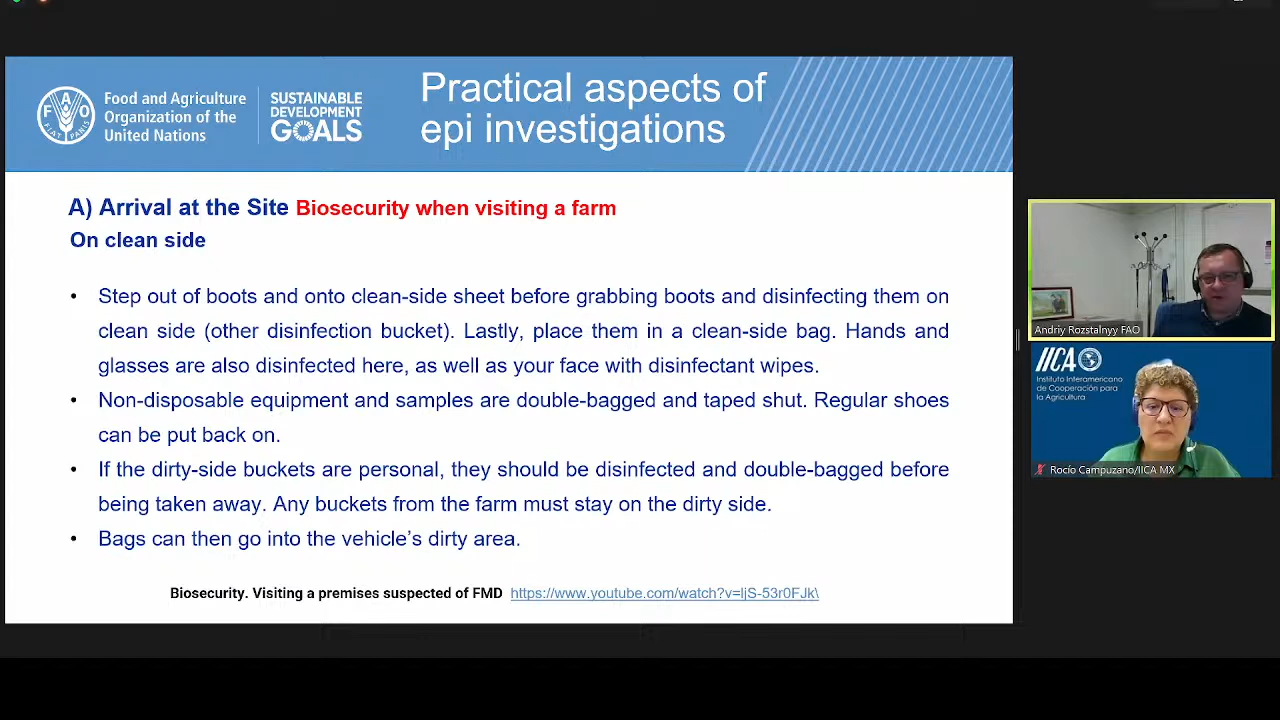 Food and Agriculture
Organization of the
United Nations
F A O
FIAT PANIS
SUSTAINABLE
DEVELOPMENT
GOALS
Practical aspects of
epi investigations
A) Arrival at the Site Biosecurity when visiting a farm
On clean side
• Step out of boots and onto clean-side sheet before grabbing boots and disinfecting them on
clean side (other disinfection bucket). Lastly, place them in a clean-side bag. Hands and
glasses are also disinfected here, as well as your face with disinfectant wipes.
• Non-disposable equipment and samples are double-bagged and taped shut. Regular shoes
can be put back on.
• If the dirty-side buckets are personal, they should be disinfected and double-bagged before
being taken away. Any buckets from the farm must stay on the dirty side.
• Bags can then go into the vehicle’s dirty area.
Biosecurity. Visiting a premises suspected of FMD https://www.youtube.com/watch?v=ljS-53r0FJk\
Andriy Rozstalnyy FAO
IICA
Instituto Interamericano
de Cooperación para
la Agricultura
Rocío Campuzano/IICA MX